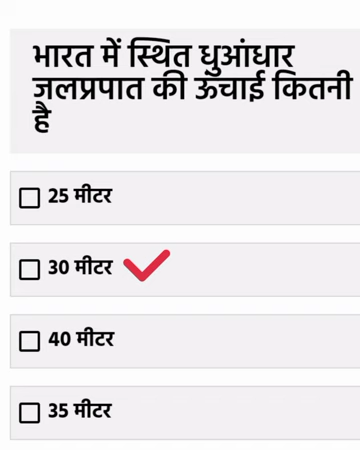 भारत में स्थित धुआंधार
जलप्रपात की ऊंचाई कितनी
है
25 मीटर
30 मीटर
40 मीटर
35 मीटर